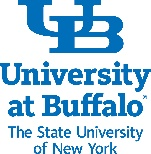 UB
University
at Buffalo®
The State University
of New York